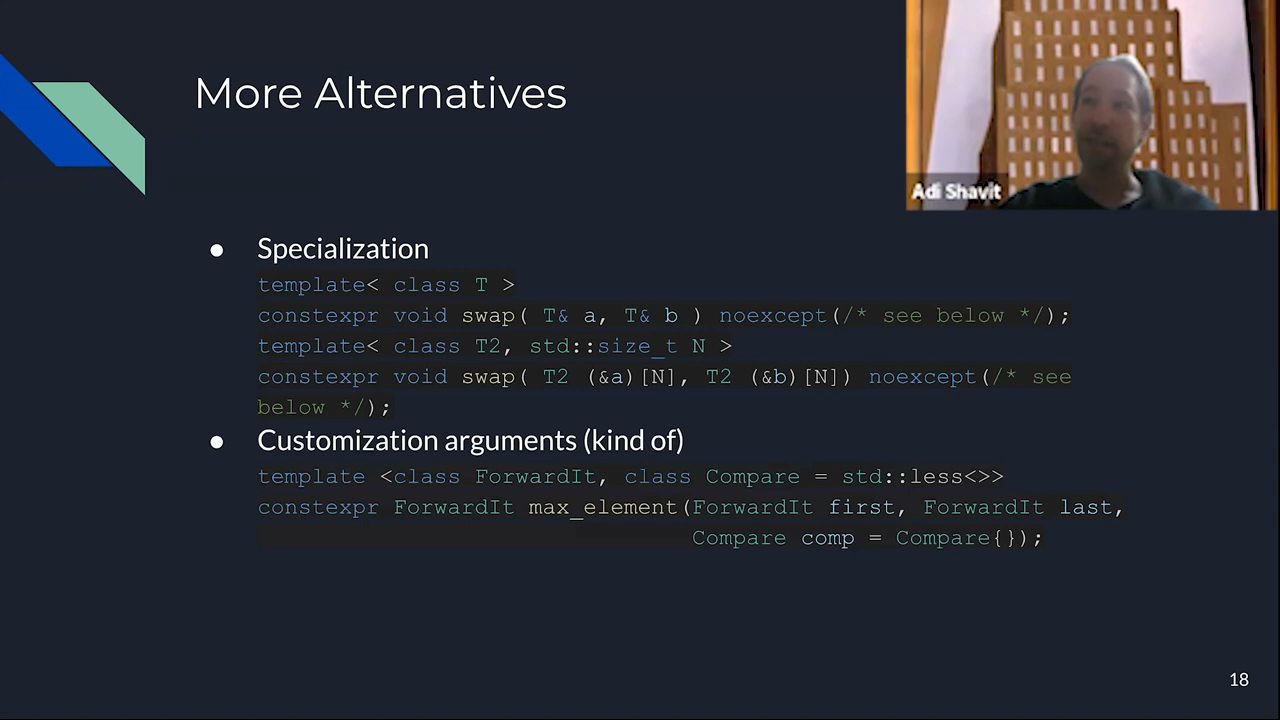 More Alternatives
Adi Shavit
● Specialization
template< class T >
constexpr void swap( T& a, T& b ) noexcept(/* see below */);
template< class T2, std::size_t N >
constexpr void swap( T2 (&a)[N], T2 (&b)[N]) noexcept(/* see
below */);
● Customization arguments (kind of)
template <class ForwardIt, class Compare = std::less<>>
constexpr ForwardIt max_element(ForwardIt first, ForwardIt last,
Compare comp = Compare{});
18